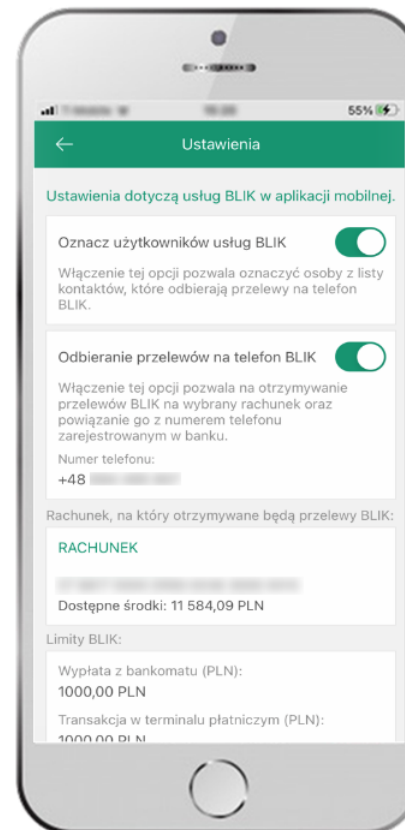 55%
Ustawienia
Ustawienia dotyczą usług BLIK w aplikacji mobilnej.
Oznacz użytkowników usług BLIK
Włączenie tej opcji pozwala oznaczyć osoby z listy
kontaktów, które odbierają przelewy na telefon
BLIK.
Odbieranie przelewów na telefon BLIK
Włączenie tej opcji pozwala na otrzymywanie
przelewów BLIK na wybrany rachunek oraz
powiązanie go z numerem telefonu
zarejestrowanym w banku.
Numer telefonu:
+48
Rachunek, na który otrzymywane będą przelewy BLIK:
RACHUNEK
Dostępne środki: 11 584,09 PLN
Limity BLIK:
Wypłata z bankomatu (PLN):
1000,00 PLN
Transakcja w terminalu płatniczym (PLN):
1000,00 PLN